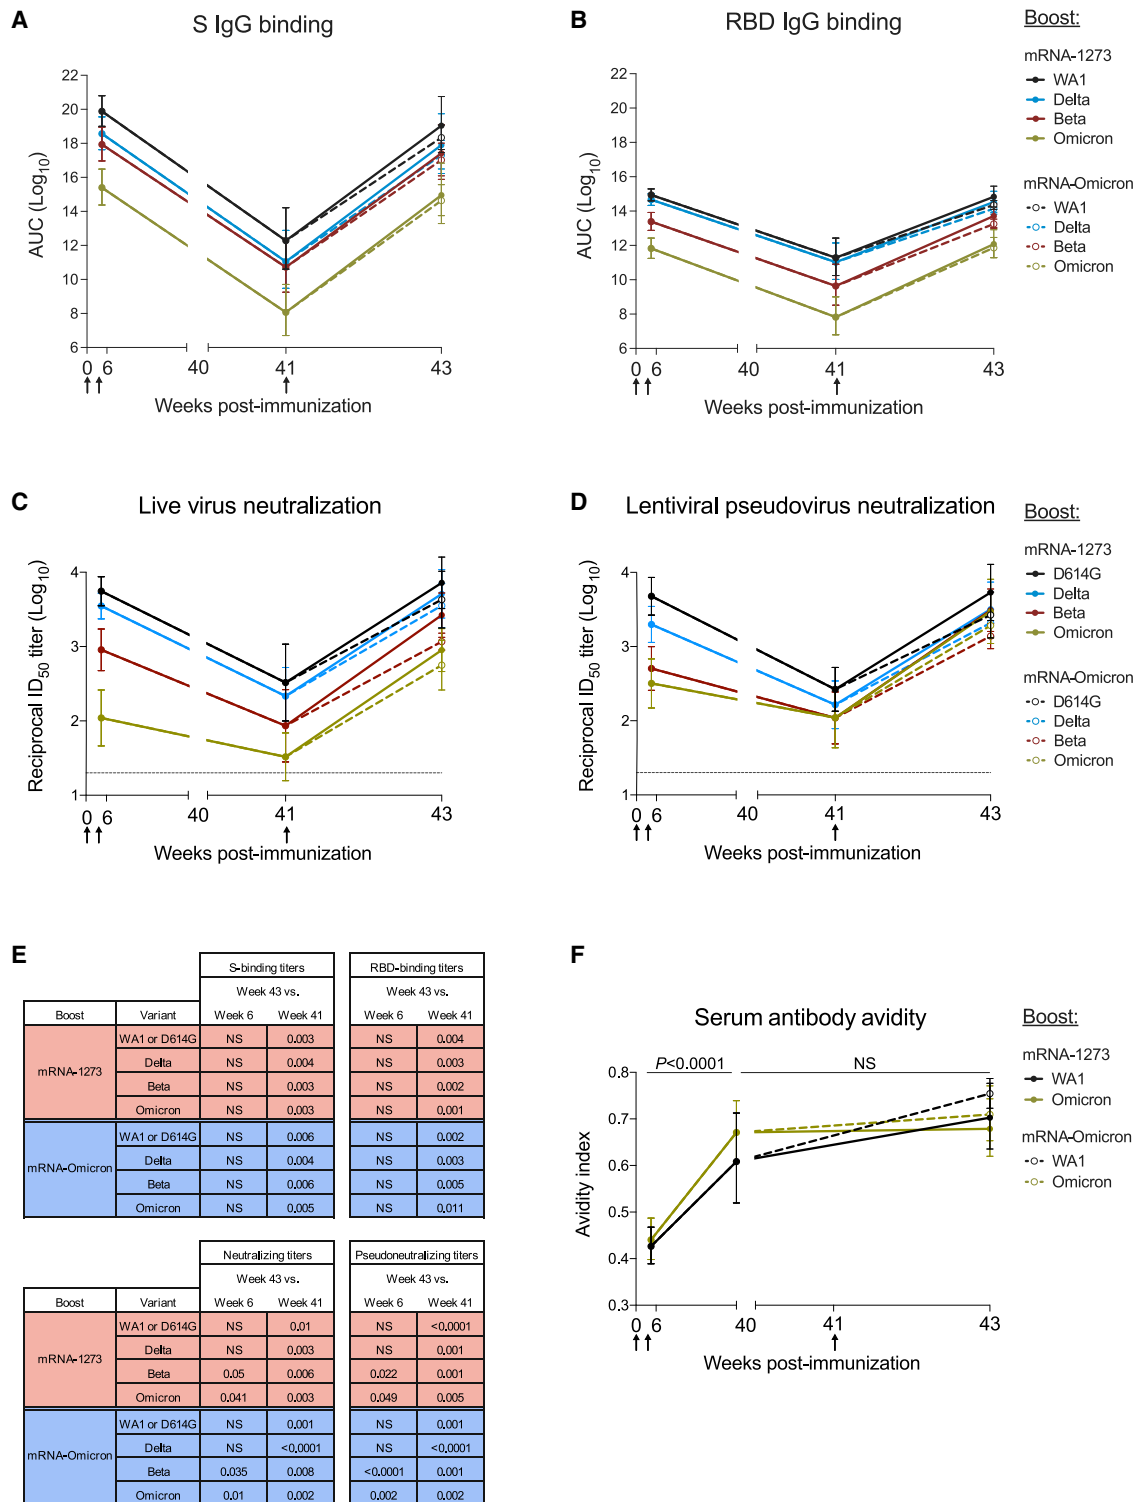 A
S IgG binding
AUC (Log10)
22
20
18
16
14
12
10
8
6
0 6 40 41 43
Weeks post-immunization
B
RBD IgG binding
AUC (Log10)
22
20
18
16
14
12
10
8
6
0 6 40 41 43
Weeks post-immunization
Boost:
mRNA-1273
WA1
Delta
Beta
Omicron
mRNA-Omicron
WA1
Delta
Beta
Omicron
C
Live virus neutralization
Reciprocal ID50 titer (Log10)
4
3
2
1
0 6 40 41 43
Weeks post-immunization
D
Lentiviral pseudovirus neutralization
Reciprocal ID50 titer (Log10)
4
3
2
1
0 6 40 41 43
Weeks post-immunization
Boost:
mRNA-1273
D614G
Delta
Beta
Omicron
mRNA-Omicron
D614G
Delta
Beta
Omicron
E
S-binding titers RBD-binding titers
Week 43 vs. Week 43 vs.
Boost Variant Week 6 Week 41 Week 6 Week 41
mRNA-1273
WA1 or D614G NS 0.003 NS 0.004
Delta NS 0.004 NS 0.003
Beta NS 0.003 NS 0.002
Omicron NS 0.003 NS 0.001
mRNA-Omicron
WA1 or D614G NS 0.006 NS 0.002
Delta NS 0.004 NS 0.003
Beta NS 0.006 NS 0.005
Omicron NS 0.005 NS 0.011
Neutralizing titers Pseudoneutralizing titers
Week 43 vs. Week 43 vs.
Boost Variant Week 6 Week 41 Week 6 Week 41
mRNA-1273
WA1 or D614G NS 0.01 NS <0.0001
Delta NS 0.003 NS 0.001
Beta 0.05 0.006 0.022 0.001
Omicron 0.041 0.003 0.049 0.005
mRNA-Omicron
WA1 or D614G NS 0.001 NS 0.001
Delta NS <0.0001 NS <0.0001
Beta 0.035 0.008 <0.0001 0.001
Omicron 0.01 0.002 0.002 0.002
F
Serum antibody avidity
P<0.0001 NS
Avidity index
0.8
0.7
0.6
0.5
0.4
0.3
0 6 40 41 43
Weeks post-immunization
Boost:
mRNA-1273
WA1
Omicron
mRNA-Omicron
WA1
Omicron